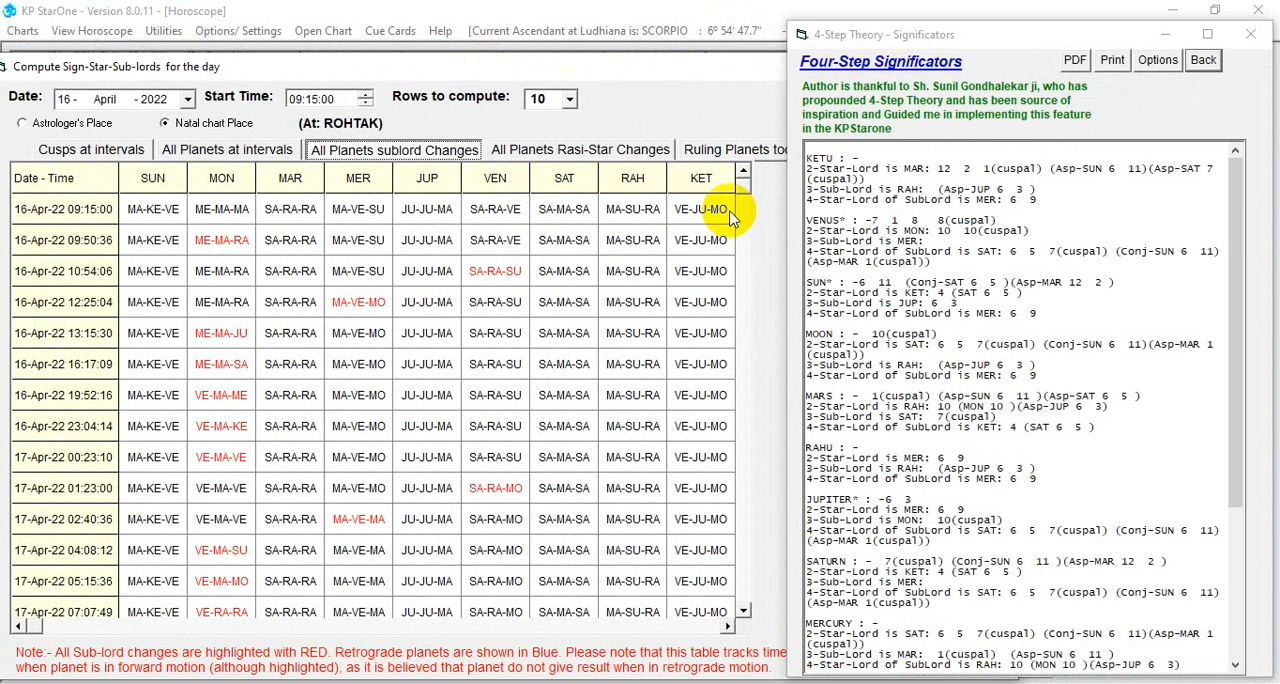 KP StarOne - Version 8.0.11 - [Horoscope]
Charts View Horoscope Utilities Options/ Settings Open Chart Cue Cards Help [Current Ascendant at Ludhiana is: SCORPIO : 6º 54' 47.7"
Compute Sign-Star-Sub-lords for the day
Date: 16 - April - 2022 Start Time: 09:15:00 Rows to compute: 10
Astrologer's Place Natal chart Place (At: ROHTAK)
Cusps at intervals All Planets at intervals All Planets sublord Changes All Planets Rasi-Star Changes Ruling Planets too
Date - Time SUN MON MAR MER JUP VEN SAT RAH KET
16-Apr-22 09:15:00 MA-KE-VE ME-MA-MA SA-RA-RA MA-VE-SU JU-JU-MA SA-RA-VE SA-MA-SA MA-SU-RA VE-JU-MO
16-Apr-22 09:50:36 MA-KE-VE ME-MA-RA SA-RA-RA MA-VE-SU JU-JU-MA SA-RA-VE SA-MA-SA MA-SU-RA VE-JU-MO
16-Apr-22 10:54:06 MA-KE-VE ME-MA-RA SA-RA-RA MA-VE-SU JU-JU-MA SA-RA-SU SA-MA-SA MA-SU-RA VE-JU-MO
16-Apr-22 12:25:04 MA-KE-VE ME-MA-RA SA-RA-RA MA-VE-MO JU-JU-MA SA-RA-SU SA-MA-SA MA-SU-RA VE-JU-MO
16-Apr-22 13:15:30 MA-KE-VE ME-MA-JU SA-RA-RA MA-VE-MO JU-JU-MA SA-RA-SU SA-MA-SA MA-SU-RA VE-JU-MO
16-Apr-22 16:17:09 MA-KE-VE ME-MA-SA SA-RA-RA MA-VE-MO JU-JU-MA SA-RA-SU SA-MA-SA MA-SU-RA VE-JU-MO
16-Apr-22 19:52:16 MA-KE-VE VE-MA-ME SA-RA-RA MA-VE-MO JU-JU-MA SA-RA-SU SA-MA-SA MA-SU-RA VE-JU-MO
16-Apr-22 23:04:14 MA-KE-VE VE-MA-KE SA-RA-RA MA-VE-MO JU-JU-MA SA-RA-SU SA-MA-SA MA-SU-RA VE-JU-MO
17-Apr-22 00:23:19 MA-KE-VE VE-MA-VE SA-RA-RA MA-VE-MO JU-JU-MA SA-RA-SU SA-MA-SA MA-SU-RA VE-JU-MO
17-Apr-22 01:23:00 MA-KE-VE VE-MA-VE SA-RA-RA MA-VE-MO JU-JU-MA SA-RA-MO SA-MA-SA MA-SU-RA VE-JU-MO
17-Apr-22 02:40:36 MA-KE-VE VE-MA-VE SA-RA-RA MA-VE-MA JU-JU-MA SA-RA-MO SA-MA-SA MA-SU-RA VE-JU-MO
17-Apr-22 04:08:12 MA-KE-VE VE-MA-SU SA-RA-RA MA-VE-MA JU-JU-MA SA-RA-MO SA-MA-SA MA-SU-RA VE-JU-MO
17-Apr-22 05:15:36 MA-KE-VE VE-MA-MO SA-RA-RA MA-VE-MA JU-JU-MA SA-RA-MO SA-MA-SA MA-SU-RA VE-JU-MO
17-Apr-22 07:07:49 MA-KE-VE VE-RA-RA SA-RA-RA MA-VE-MA JU-JU-MA SA-RA-MO SA-MA-SA MA-SU-RA VE-JU-MO
Note:- All Sub-lord changes are highlighted with RED. Retrograde planets are shown in Blue. Please note that this table tracks time
when planet is in forward motion (although highlighted), as it is believed that planet do not give result when in retrograde motion.
4-Step Theory - Significators
Four-Step Significators PDF Print Options Back
Author is thankful to Sh. Sunil Gondhalekar ji, who has
propounded 4-Step Theory and has been source of
inspiration and Guided me in implementing this feature
in the KPStarone
KETU : -
2-Star-Lord is MAR: 12 2 1(cuspal) (Asp-SUN 6 11)(Asp-SAT 7
(cuspal))
3-Sub-Lord is RAH: (Asp-JUP 6 3 )
4-Star-Lord of SubLord is MER: 6 9
VENUS* : -7 1 8 8(cuspal)
2-Star-Lord is MON: 10 10(cuspal)
3-Sub-Lord is MER:
4-Star-Lord of SubLord is SAT: 6 5 7(cuspal) (Conj-SUN 6 11)
(Asp-MAR 1(cuspal))
SUN* : -6 11 (Conj-SAT 6 5 )(Asp-MAR 12 2 )
2-Star-Lord is KET: 4 (SAT 6 5 )
3-Sub-Lord is JUP: 6 3
4-Star-Lord of SubLord is MER: 6 9
MOON : - 10(cuspal)
2-Star-Lord is SAT: 6 5 7(cuspal) (Conj-SUN 6 11)(Asp-MAR 1
(cuspal))
3-Sub-Lord is RAH: (Asp-JUP 6 3 )
4-Star-Lord of SubLord is MER: 6 9
MARS : - 1(cuspal) (Asp-SUN 6 11 )(Asp-SAT 6 5 )
2-Star-Lord is RAH: 10 (MON 10 )(Asp-JUP 6 3)
3-Sub-Lord is SAT: 7(cuspal)
4-Star-Lord of SubLord is KET: 4 (SAT 6 5 )
RAHU : -
2-Star-Lord is MER: 6 9
3-Sub-Lord is RAH: (Asp-JUP 6 3 )
4-Star-Lord of SubLord is MER: 6 9
JUPITER* : -6 3
2-Star-Lord is MER: 6 9
3-Sub-Lord is MON: 10(cuspal)
4-Star-Lord of SubLord is SAT: 6 5 7(cuspal) (Conj-SUN 6 11)
(Asp-MAR 1(cuspal))
SATURN : - 7(cuspal) (Conj-SUN 6 11 )(Asp-MAR 12 2 )
2-Star-Lord is KET: 4 (SAT 6 5 )
3-Sub-Lord is MER:
4-Star-Lord of SubLord is SAT: 6 5 7(cuspal) (Conj-SUN 6 11)
(Asp-MAR 1(cuspal))
MERCURY : -
2-Star-Lord is SAT: 6 5 7(cuspal) (Conj-SUN 6 11)(Asp-MAR 1
(cuspal))
3-Sub-Lord is MAR: 1(cuspal) (Asp-SUN 6 11 )
4-Star-Lord of SubLord is RAH: 10 (MON 10 )(Asp-JUP 6 3)